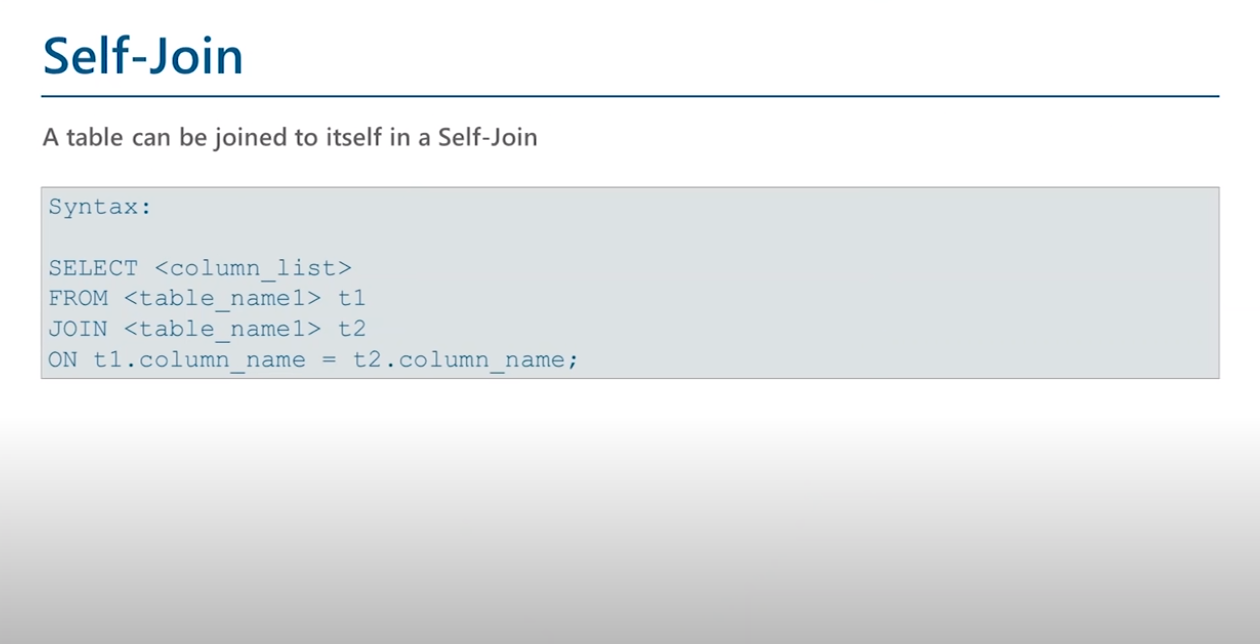 Self-Join
A table can be joined to itself in a Self-Join
Syntax:
SELECT <column_list>
FROM <table_name1> t1
JOIN <table_name1> t2
ON t1.column_name = t2.column_name;